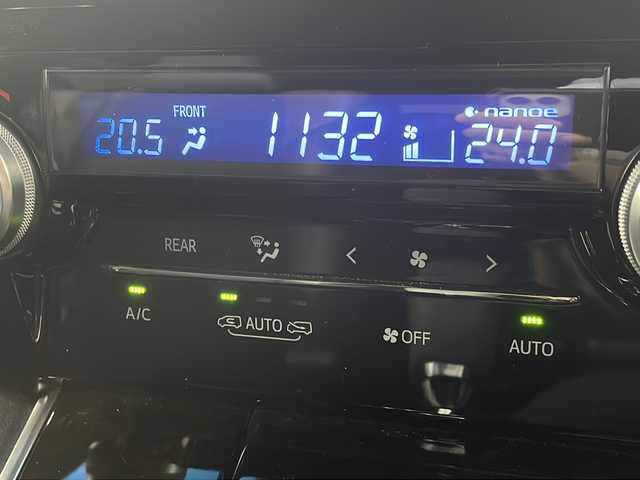 FRONT
nanoe
20.5 1132 24.0
REAR
A/C
AUTO
OFF
AUTO